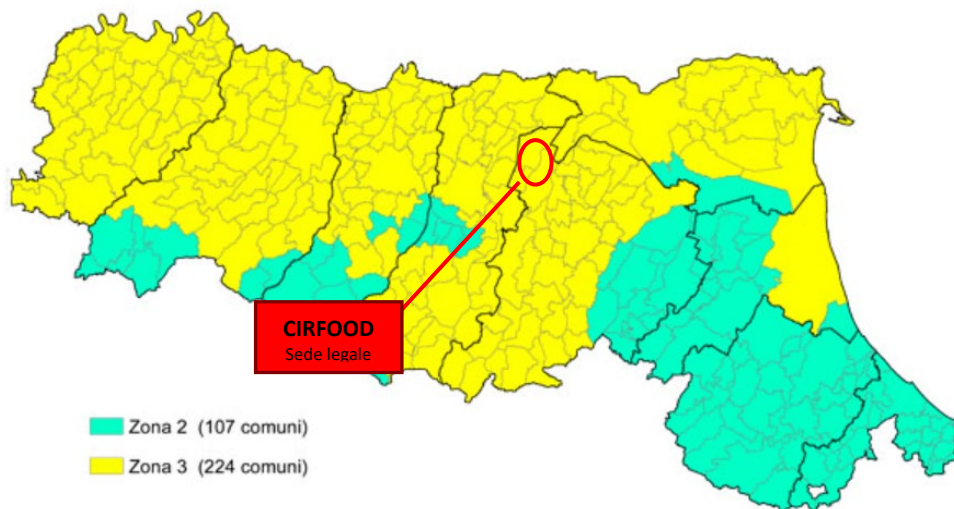 CIRFOOD
Sede legale
Zona 2 (107 comuni)
Zona 3 (224 comuni)